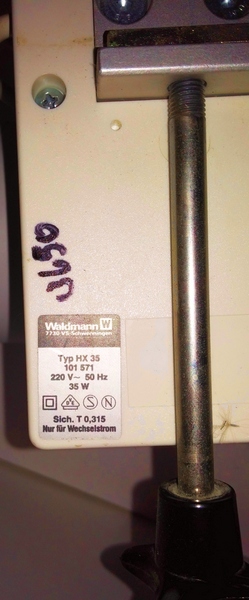 Waldmann W
7730 VS-Schwenningen
Typ HX 35
101 571
220 V~ 50 Hz
35 W
S N
Sich. T 0,315
Nur für Wechselstrom